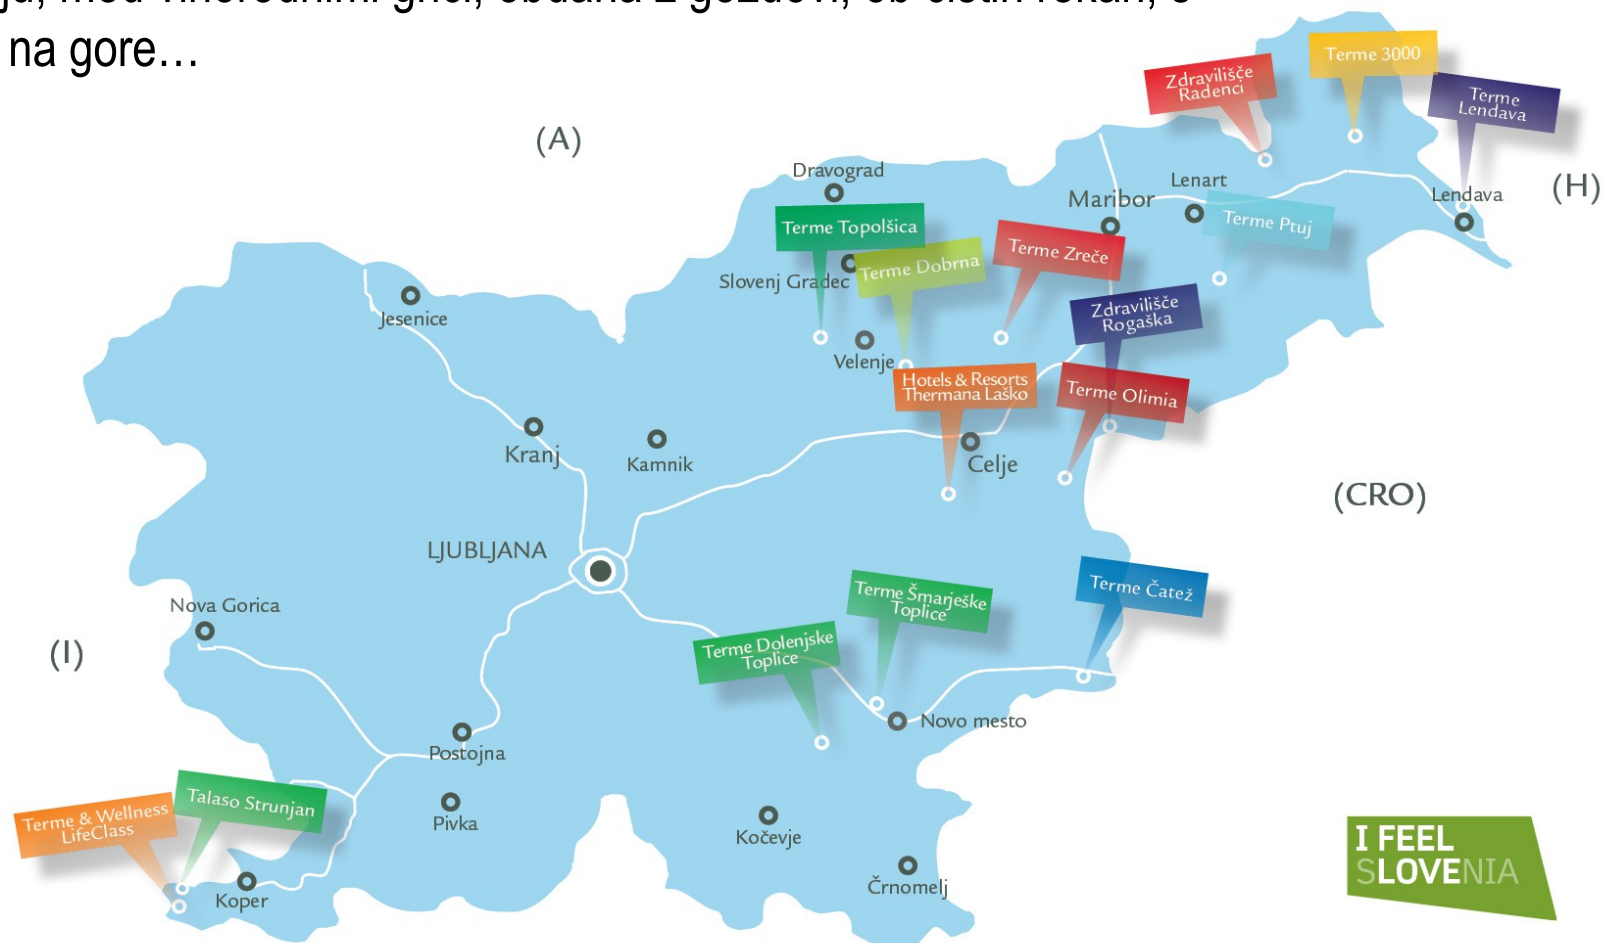 na gore…
(A)
Zdravilišče
Radenci
Terme 3000
Terme
Lendava
Dravograd
Maribor
Lenart
Lendava
(H)
Terme Topolšica
Terme Ptuj
Slovenj Gradec
Terme Dobrna
Terme Zreče
Jesenice
Zdravilišče
Rogaška
Velenje
Hotels & Resorts
Thermana Laško
Terme Olimia
Kranj
Kamnik
Celje
(CRO)
LJUBLJANA
Nova Gorica
Terme Šmarješke
Toplice
Terme Čatež
(I)
Terme Dolenjske
Toplice
Novo mesto
Postojna
Talaso Strunjan
Terme & Wellness
LifeClass
Pivka
Kočevje
Koper
Črnomelj
I FEEL
SLOVENIA